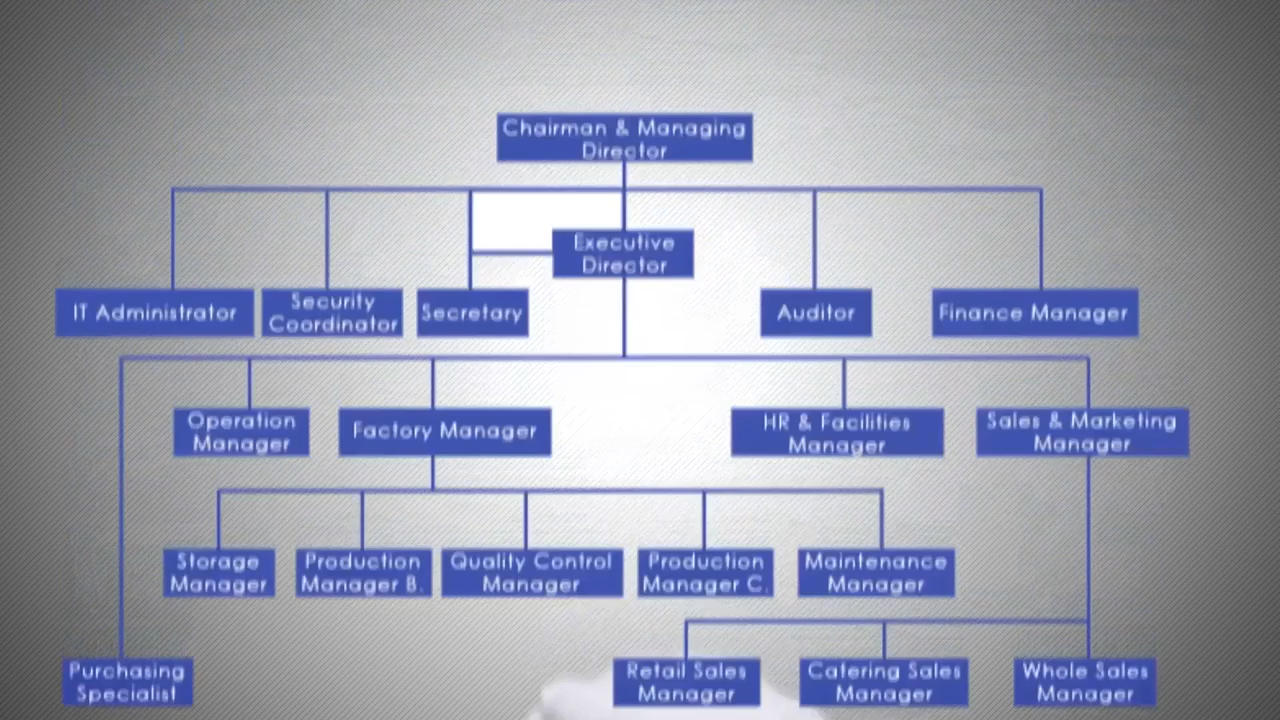 Chairman & Managing
Director
Executive
Director
IT Administrator
Security
Coordinator
Secretary
Auditor
Finance Manager
Operation
Manager
Factory Manager
HR & Facilities
Manager
Sales & Marketing
Manager
Storage
Manager
Production
Manager B.
Quality Control
Manager
Production
Manager C.
Maintenance
Manager
Purchasing
Specialist
Retail Sales
Manager
Catering Sales
Manager
Whole Sales
Manager